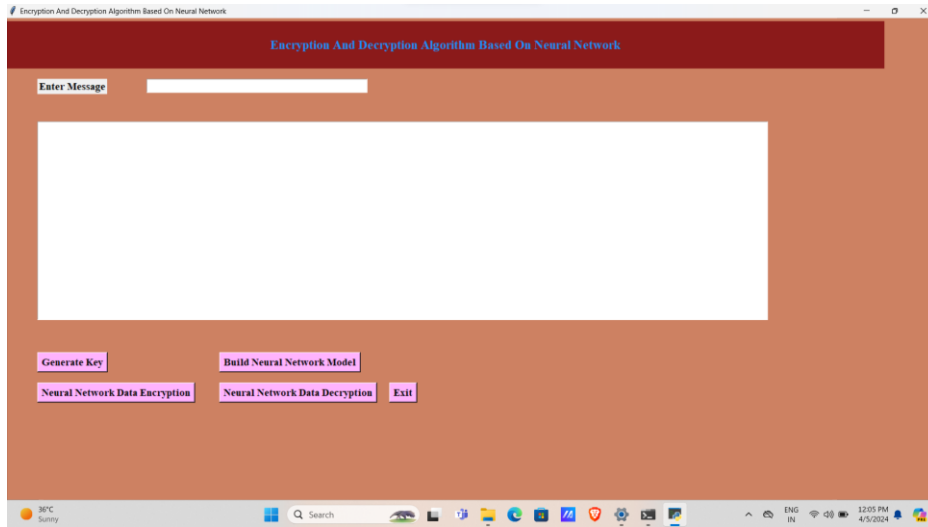 Encryption And Decryption Algorithm Based On Neural Network
Encryption And Decryption Algorithm Based On Neural Network
Enter Message
Generate Key
Build Neural Network Model
Neural Network Data Encryption
Neural Network Data Decryption
Exit
36°C
Sunny
Search
ENG
IN
12:05 PM
4/5/2024